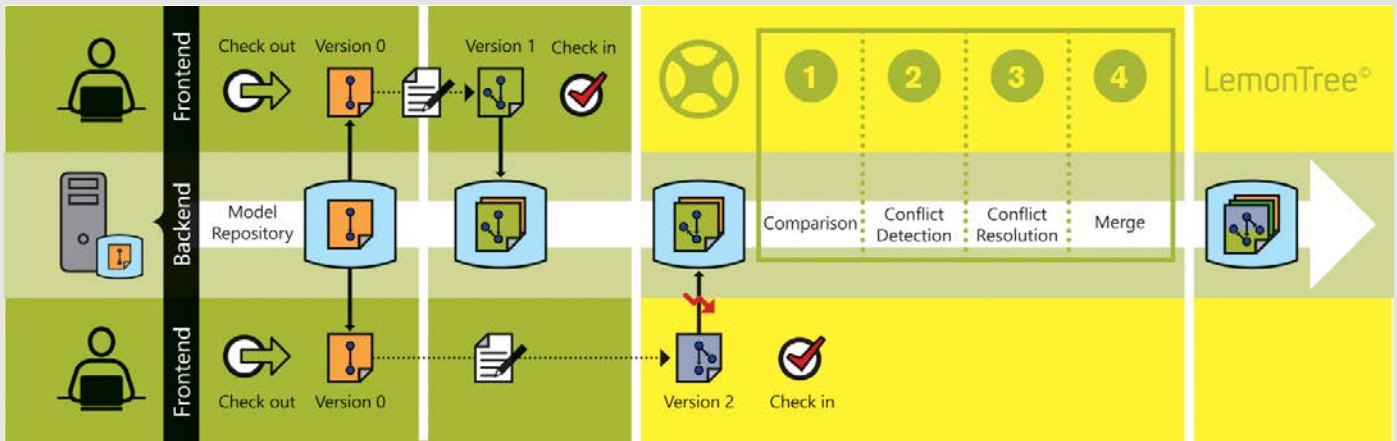 Frontend
Check out
Version 0
Version 1
Check in
1
2
3
4
LemonTree©
Backend
Model
Repository
Comparison
Conflict
Detection
Conflict
Resolution
Merge
Frontend
Check out
Version 0
Version 2
Check in